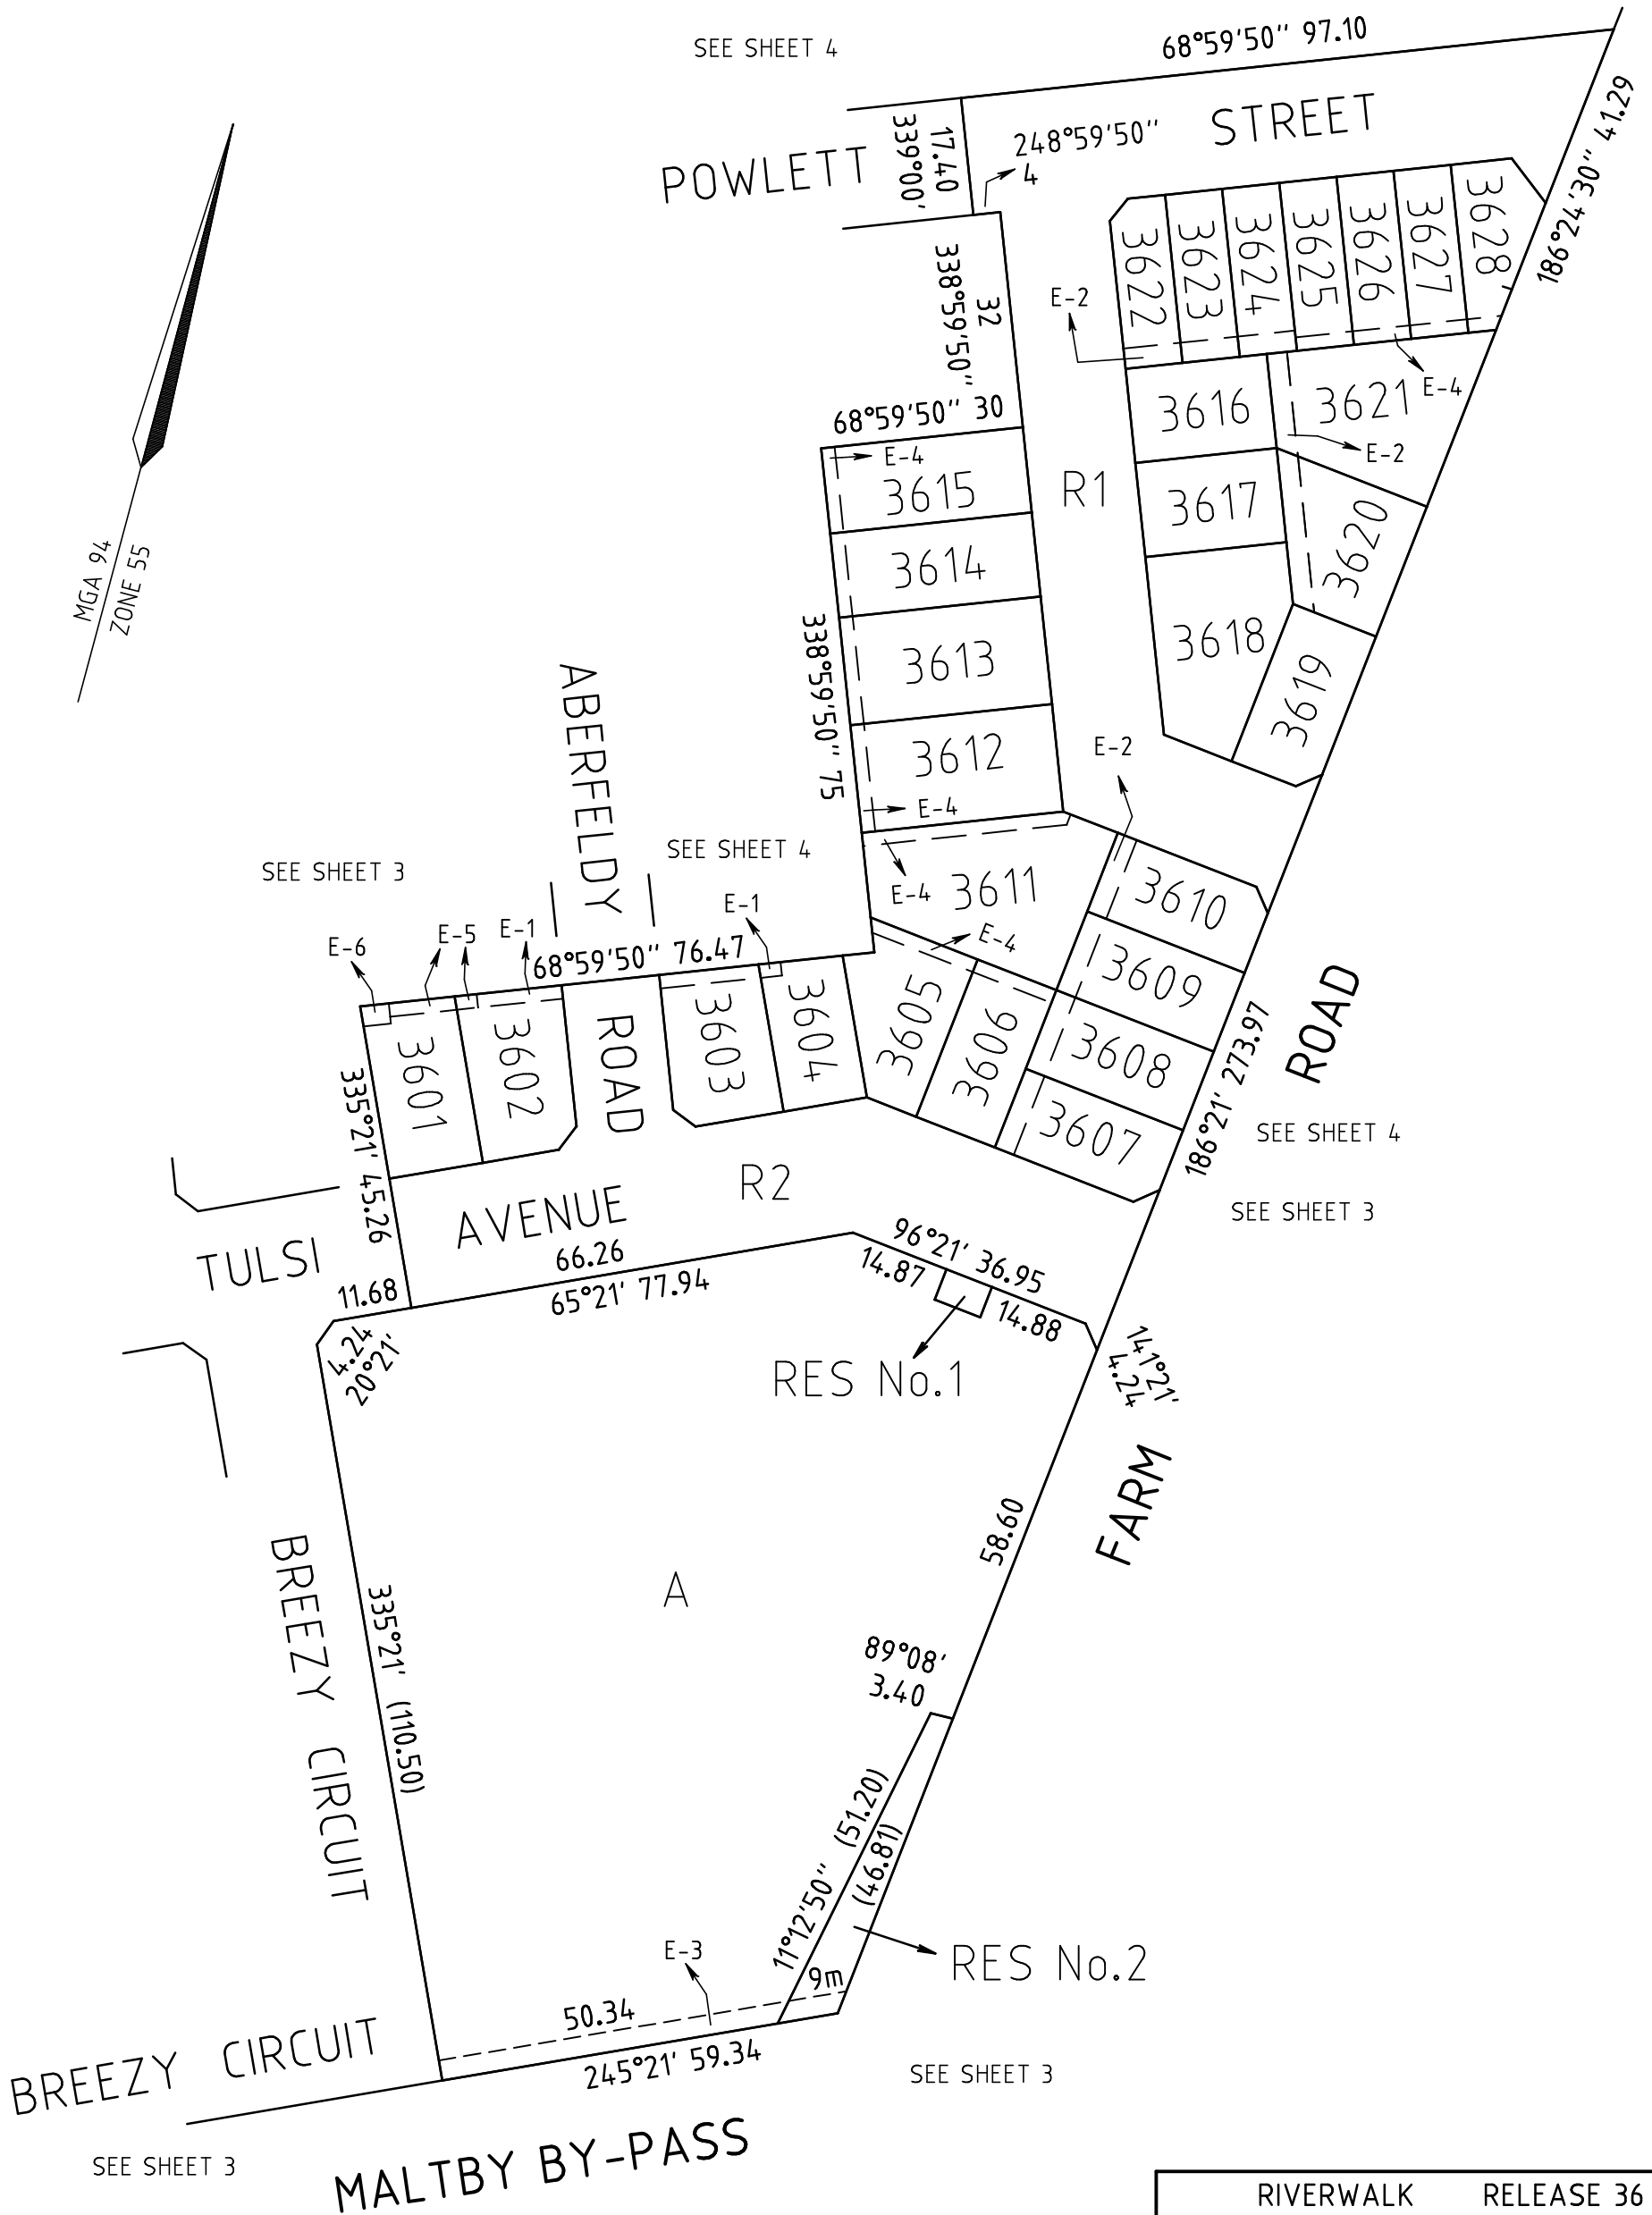 SEE SHEET 4
68°59'50'' 97.10
STREET
POWLETT
17.40
339°00'
248°59'50''
4
186°24'30'' 41.29
3622
3623
3624
3625
3626
3627
3628
E-2
32
338°59'50''
68°59'50'' 30
E-4
3615
3616
3621
E-4
E-2
R1
3617
3614
3620
MGA 94
ZONE 55
3613
3618
3619
338°59'50'' 75
ABERFELDY
3612
E-2
E-4
SEE SHEET 3
SEE SHEET 4
E-4
3611
3610
E-1
E-6
E-5
E-1
68°59'50'' 76.47
E-4
3609
3605
3606
3608
3607
3601
3602
ROAD
3603
3604
ROAD
186°21' 273.97
SEE SHEET 4
SEE SHEET 3
335°21' 45.26
R2
AVENUE
TULSI
66.26
65°21' 77.94
11.68
96°21' 36.95
14.87
14.88
4.24
20°21'
RES No.1
141°21'
4.24
FARM
58.60
A
BREEZY CIRCUIT
335°21' (110.50)
89°08'
3.40
11°12'50'' (51.20)
(46.81)
RES No.2
E-3
9m
50.34
245°21' 59.34
BREEZY CIRCUIT
SEE SHEET 3
SEE SHEET 3
MALTBY BY-PASS
RIVERWALK RELEASE 36